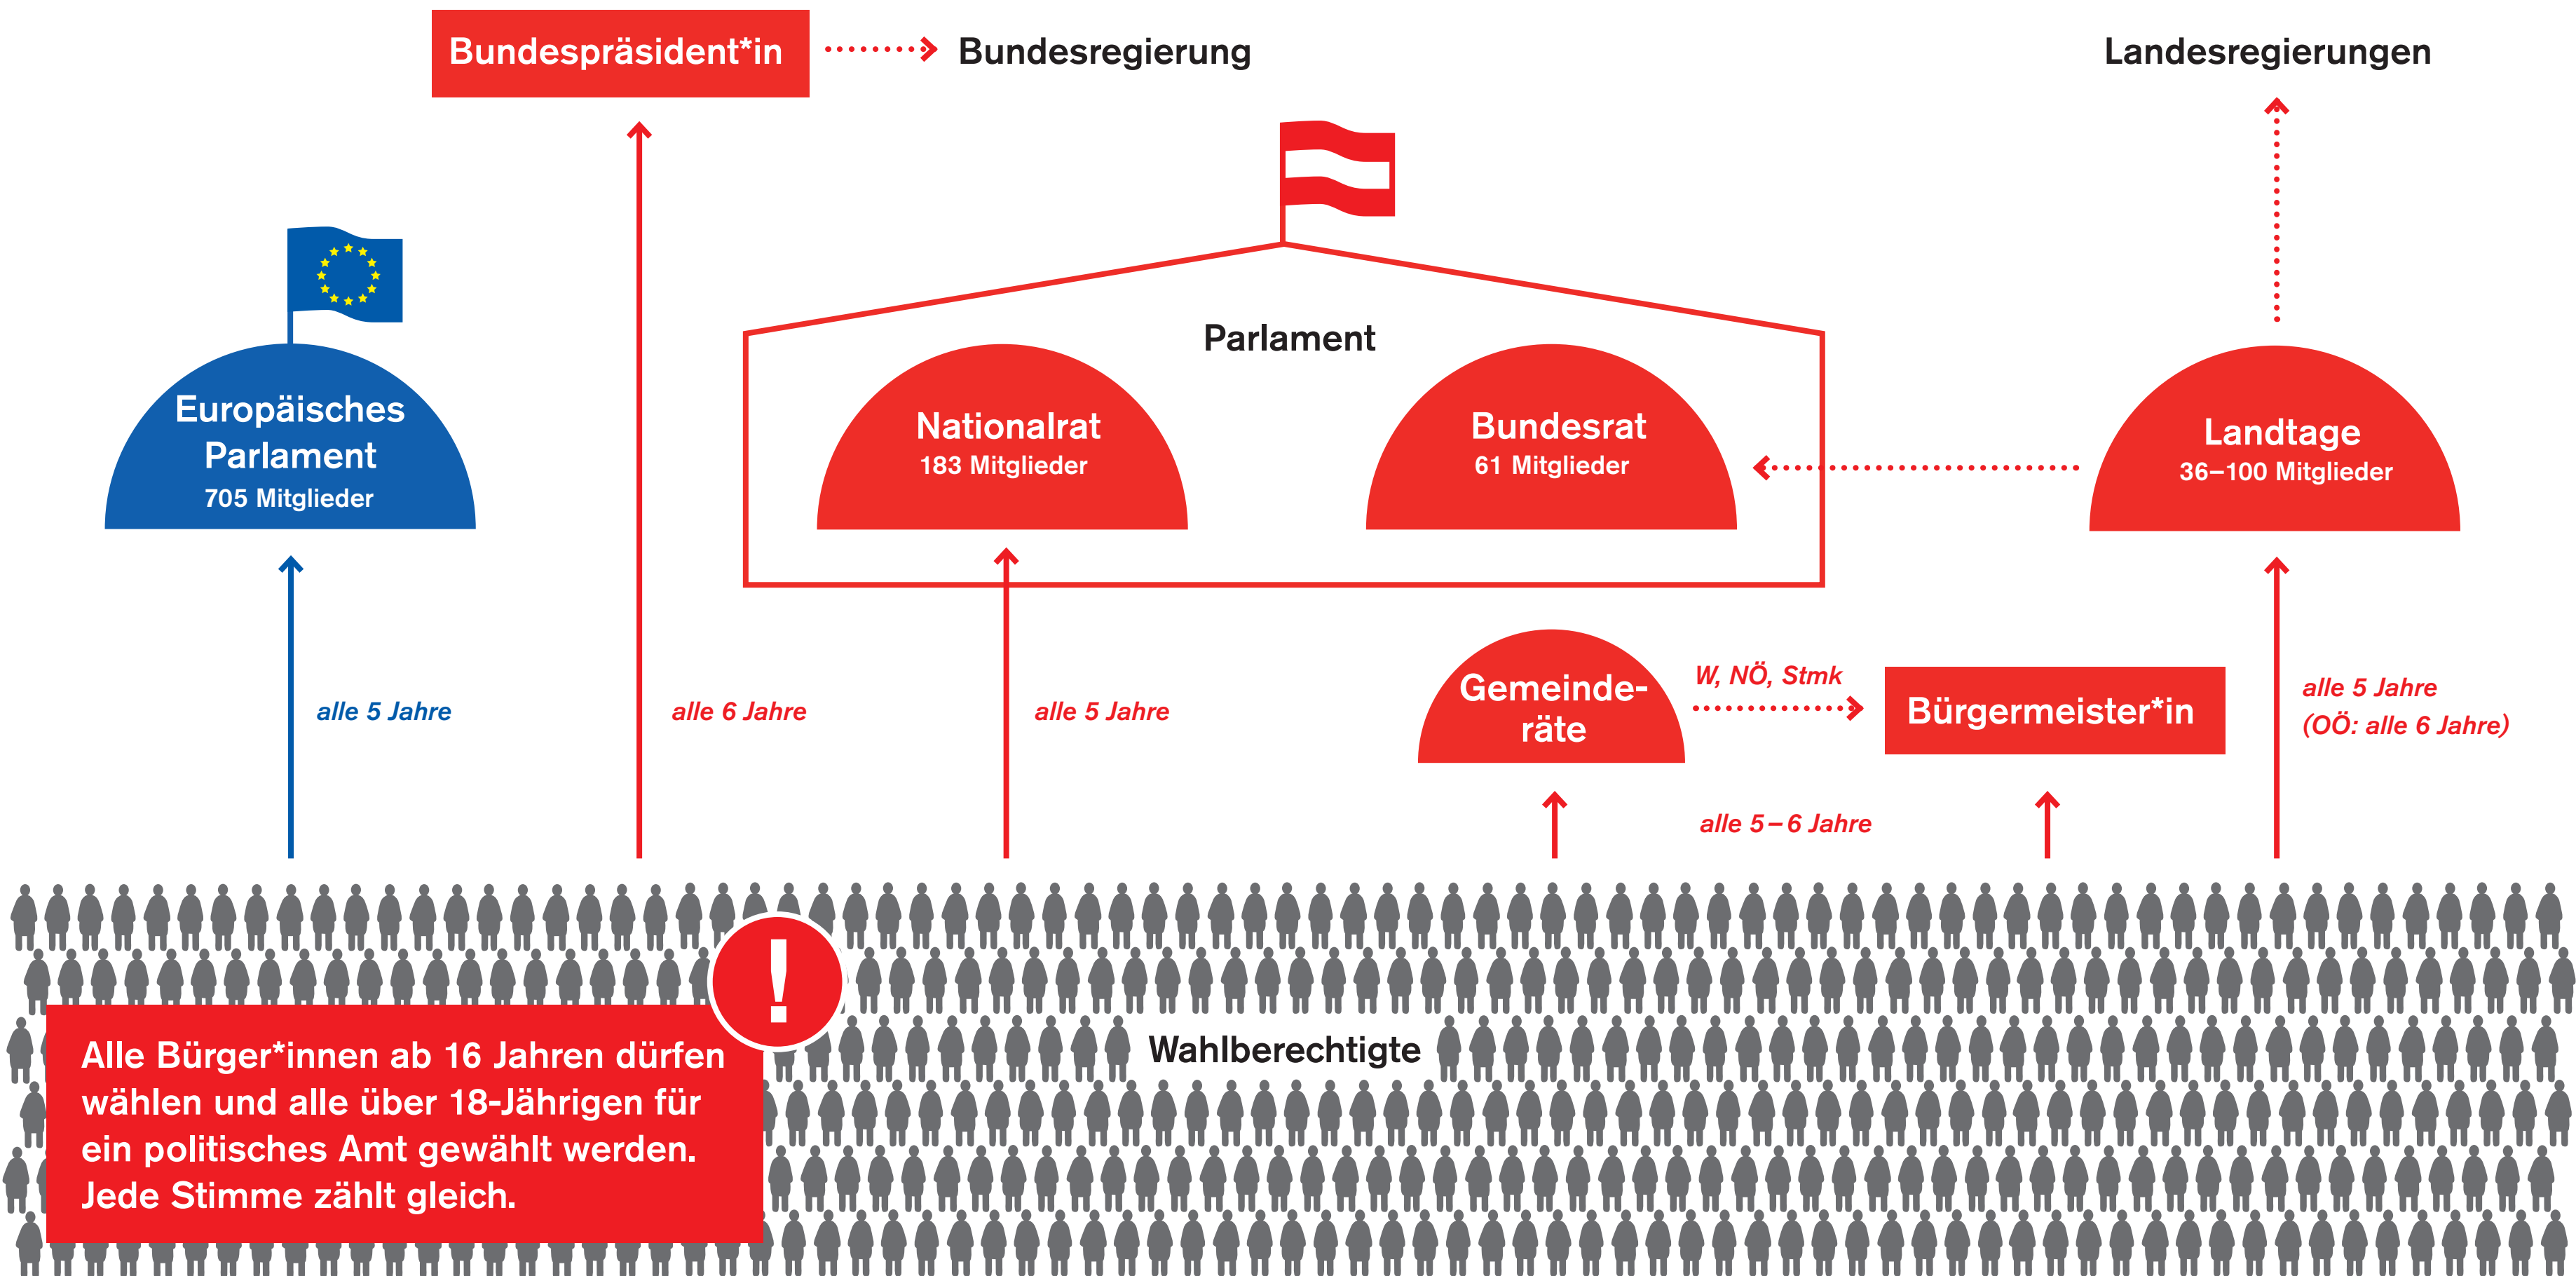 Bundespräsident*in
Bundesregierung
Landesregierungen
Parlament
Europäisches
Parlament
705 Mitglieder
Nationalrat
183 Mitglieder
Bundesrat
61 Mitglieder
Landtage
36–100 Mitglieder
alle 5 Jahre
alle 6 Jahre
alle 5 Jahre
Gemeinde-
räte
W, NÖ, Stmk
Bürgermeister*in
alle 5–6 Jahre
alle 5 Jahre
(OÖ: alle 6 Jahre)
!
Wahlberechtigte
Alle Bürger*innen ab 16 Jahren dürfen
wählen und alle über 18-Jährigen für
ein politisches Amt gewählt werden.
Jede Stimme zählt gleich.